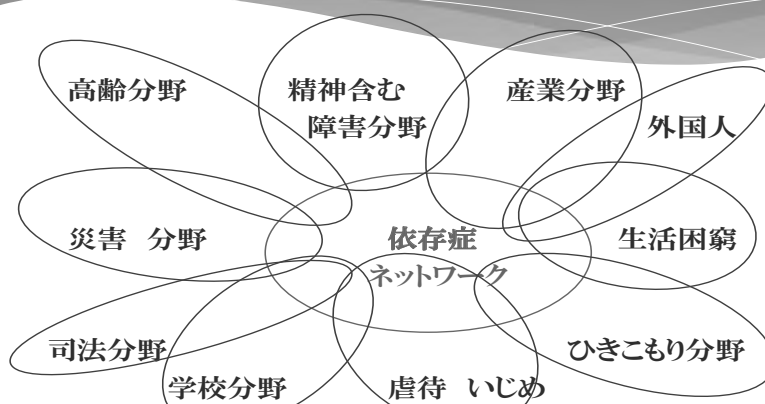 高齢分野
精神含む
障害分野
産業分野
外国人
災害 分野
依存症
ネットワーク
生活困窮
司法分野
ひきこもり分野
学校分野
虐待 いじめ